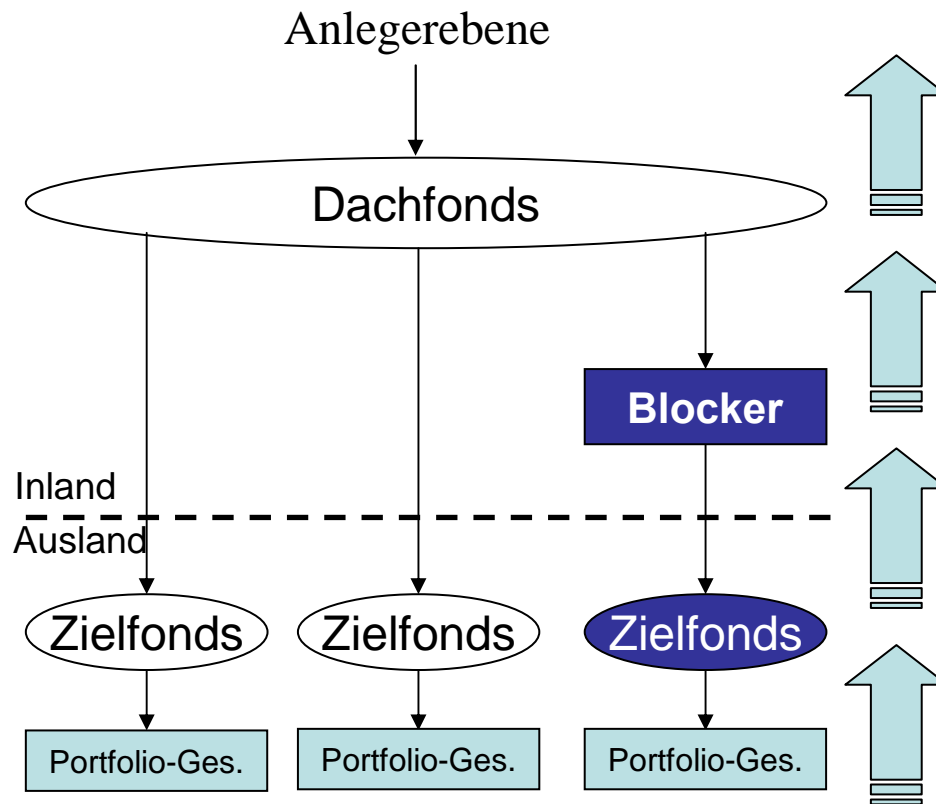 Anlegerebene
Dachfonds
Blocker
Inland
Ausland
Zielfonds Zielfonds Zielfonds
Portfolio-Ges. Portfolio-Ges. Portfolio-Ges.